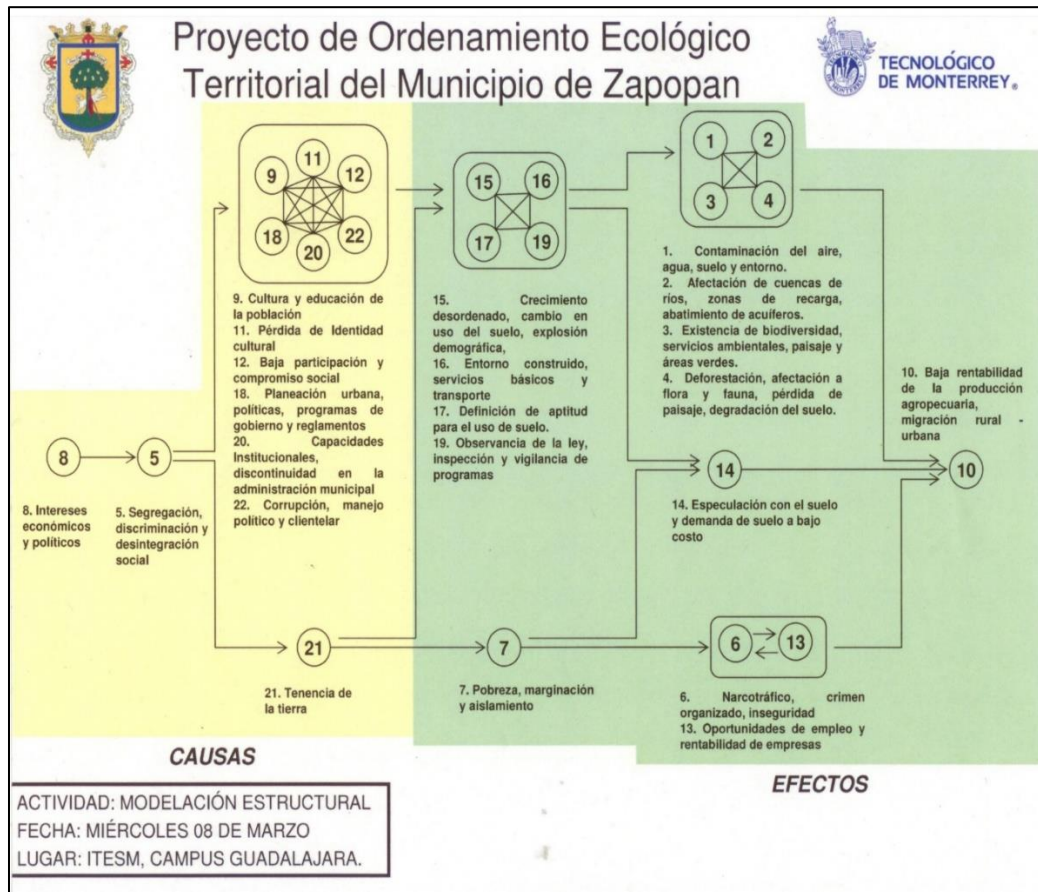 Proyecto de Ordenamiento Ecológico
Territorial del Municipio de Zapopan
TECNOLÓGICO
DE MONTERREY®
11
9
12
18
22
20
9. Cultura y educación de
la población
11. Pérdida de Identidad
cultural
12. Baja participación y
compromiso social
18. Planeación urbana,
políticas, programas de
gobierno y reglamentos
20. Capacidades
Institucionales,
discontinuidad en la
administración municipal
22. Corrupción, manejo
político y clientelar
15
16
17
19
15. Crecimiento
desordenado, cambio en
uso del suelo, explosión
demográfica,
16. Entorno construido,
servicios básicos y
transporte
17. Definición de aptitud
para el uso de suelo.
19. Observancia de la ley,
inspección y vigilancia de
programas
1
2
3
4
1. Contaminación del aire,
agua, suelo y entorno.
2. Afectación de cuencas de
ríos, zonas de recarga,
abatimiento de acuíferos.
3. Existencia de biodiversidad,
servicios ambientales, paisaje y
áreas verdes.
4. Deforestación, afectación a
flora y fauna, pérdida de
paisaje, degradación del suelo.
10. Baja rentabilidad
de la producción
agropecuaria,
migración rural -
urbana
8
5
14
10
8. Intereses
económicos
y políticos
5. Segregación,
discriminación y
desintegración
social
14. Especulación con el suelo
y demanda de suelo a bajo
costo
21
7
6
13
21. Tenencia de
la tierra
7. Pobreza, marginación
y aislamiento
6. Narcotráfico, crimen
organizado, inseguridad
13. Oportunidades de empleo y
rentabilidad de empresas
CAUSAS
EFECTOS
ACTIVIDAD: MODELACIÓN ESTRUCTURAL
FECHA: MIÉRCOLES 08 DE MARZO
LUGAR: ITESM, CAMPUS GUADALAJARA.